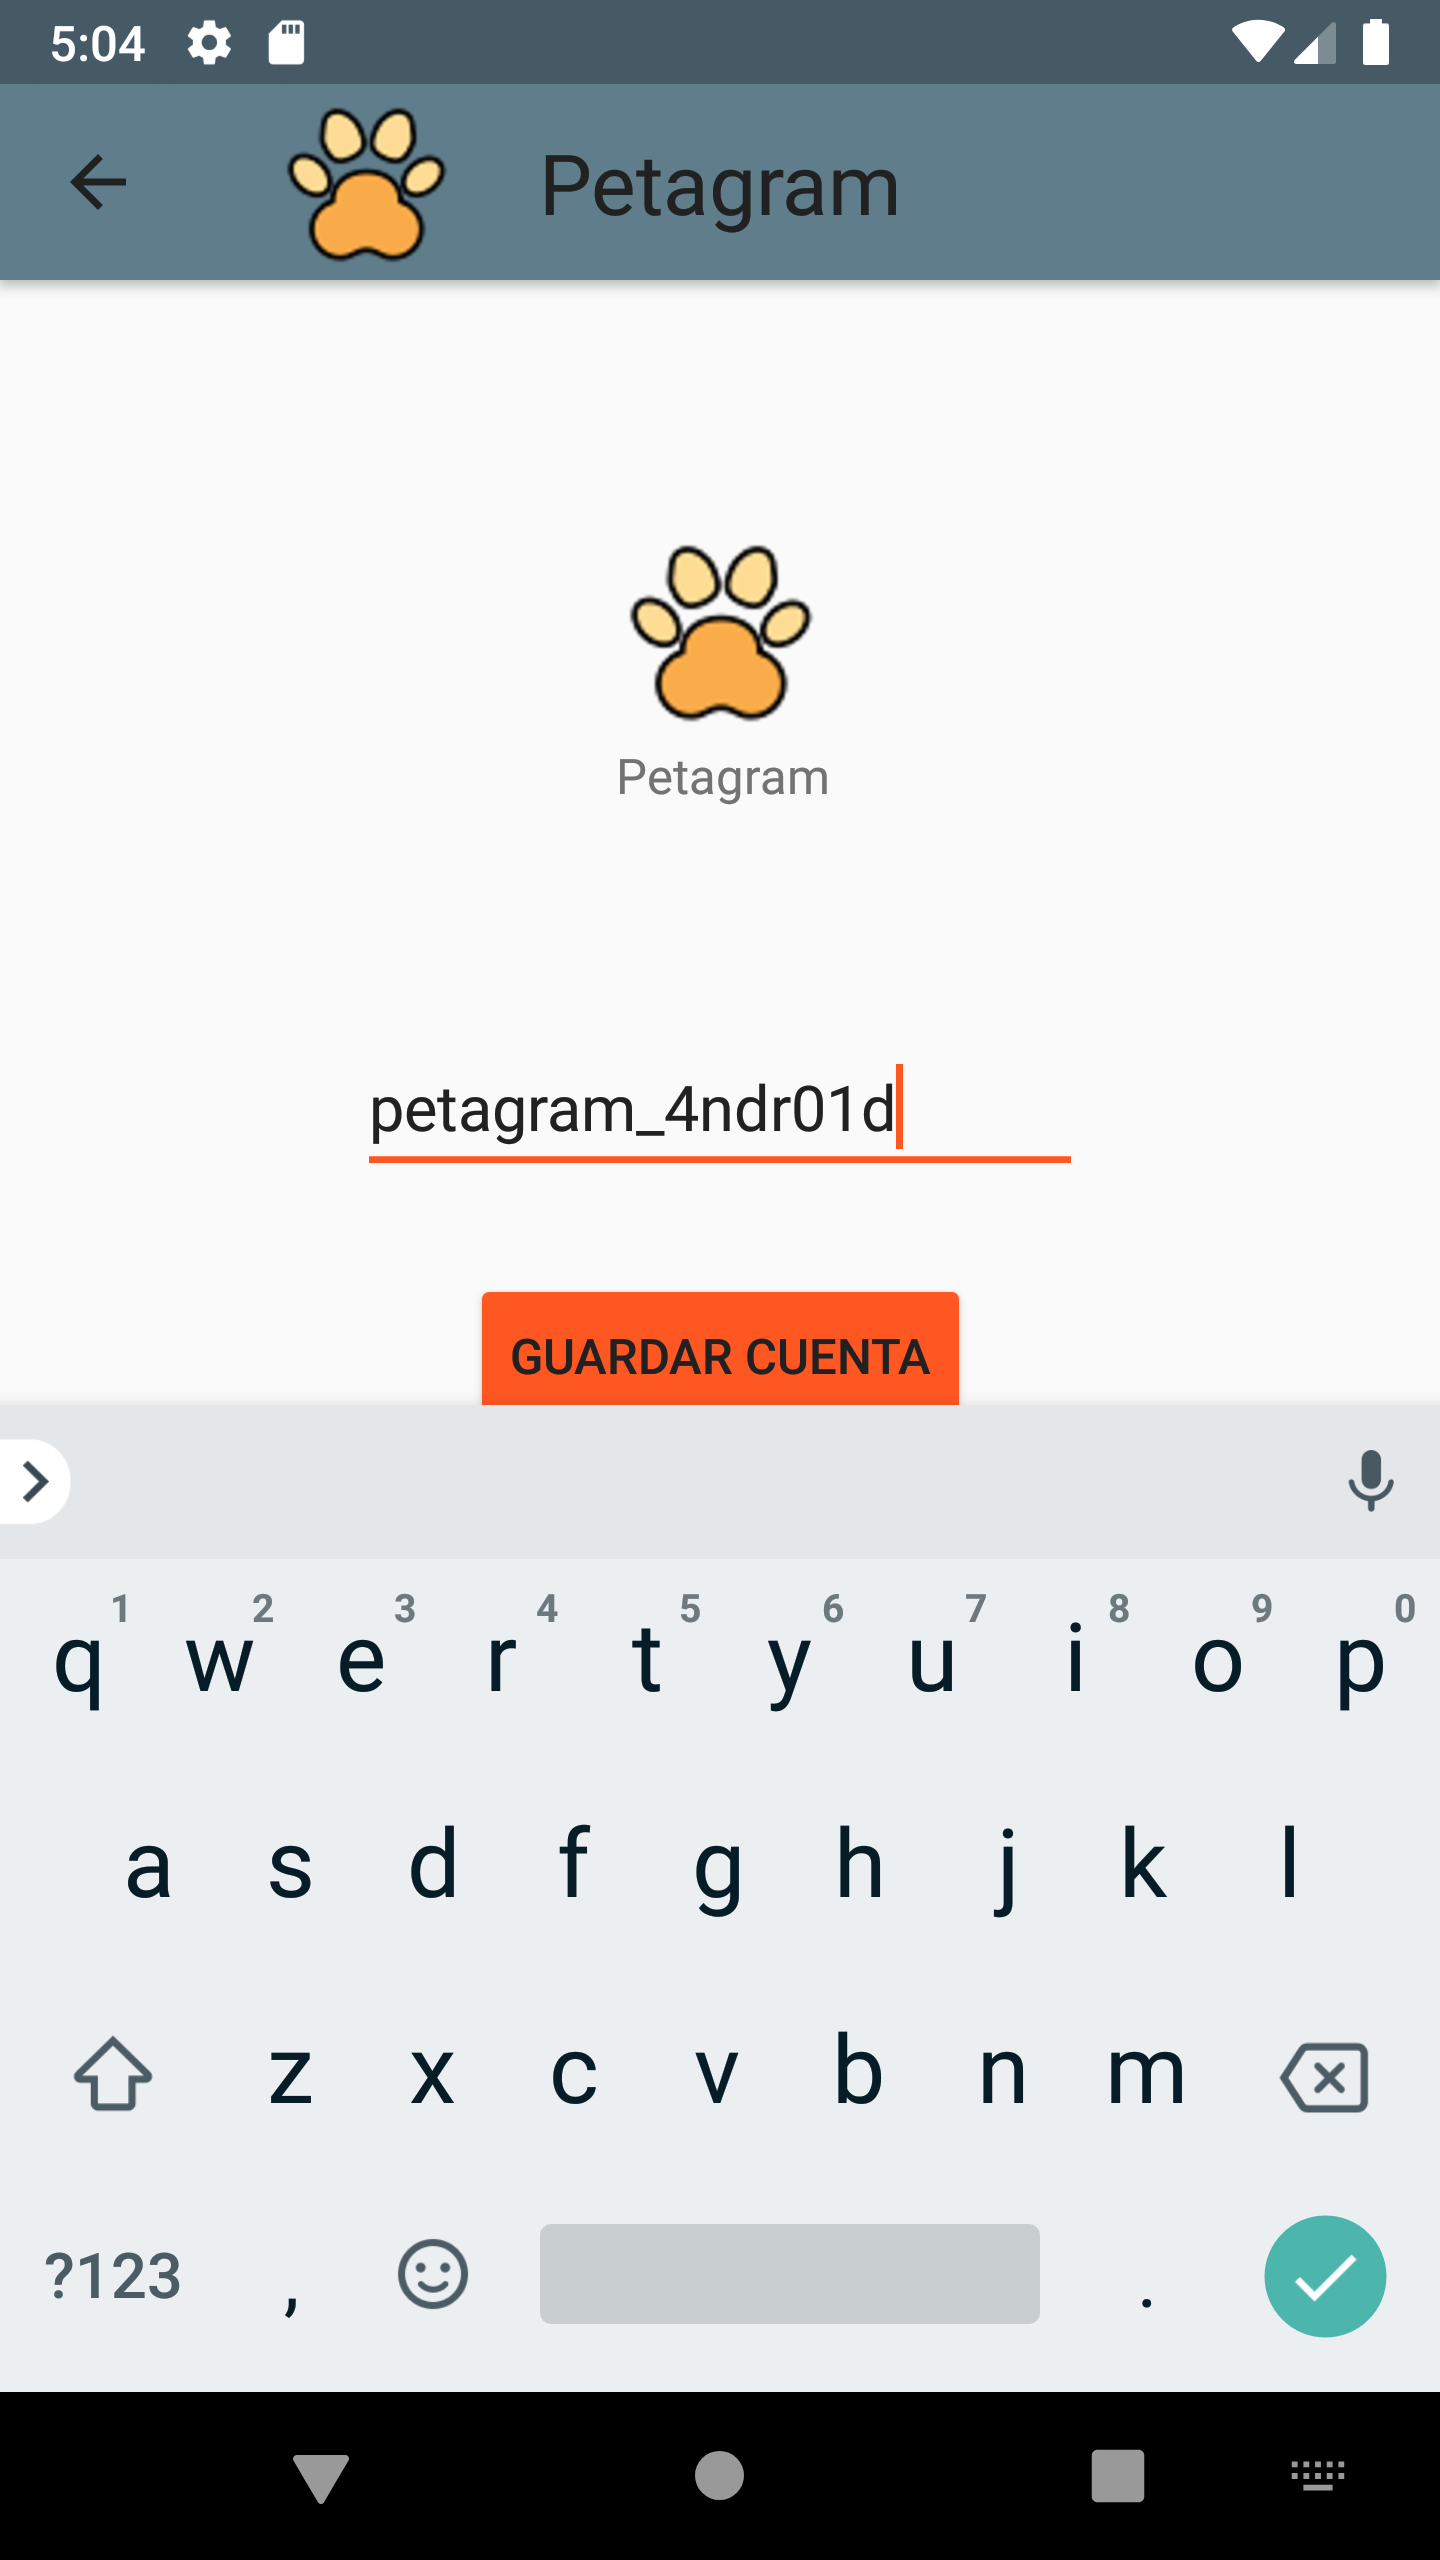 5:04
Petagram
Petagram
petagram_4ndr01d
GUARDAR CUENTA
1 2 3 4 5 6 7 8 9 0
q w e r t y u i o p
a s d f g h j k l
z x c v b n m
?123 , .